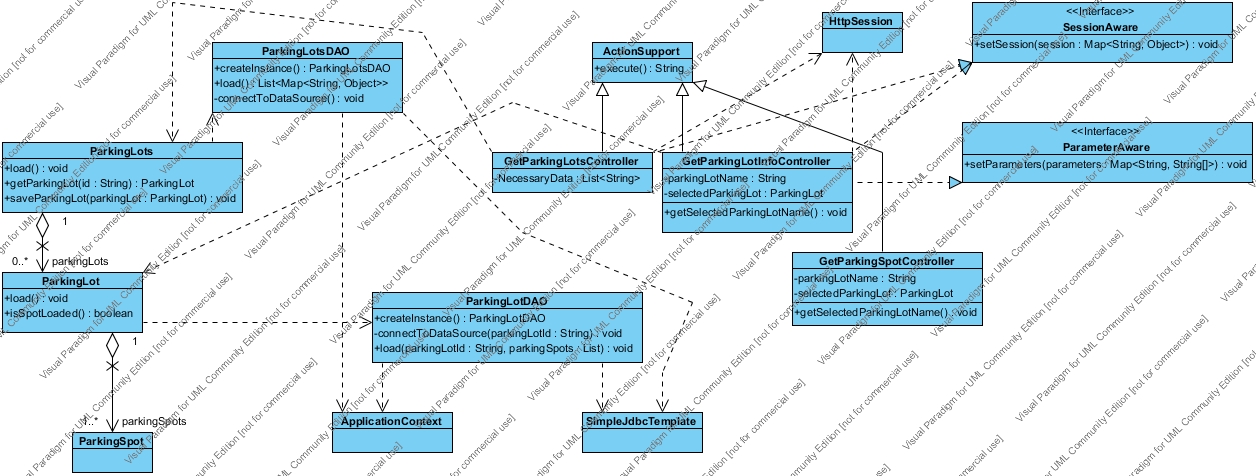 HttpSession
<<Interface>>
SessionAware
+setSession(session : Map<String, Object>) : void
ParkingLotsDAO
+createInstance() : ParkingLotsDAO
+load() : List<Map<String, Object>>
-connectToDataSource() : void
ActionSupport
+execute() : String
<<Interface>>
ParameterAware
+setParameters(parameters : Map<String, String[]>) : void
ParkingLots
+load() : void
+getParkingLot(id : String) : ParkingLot
+saveParkingLot(parkingLot : ParkingLot) : void
GetParkingLotsController
-NecessaryData : List<String>
GetParkingLotInfoController
-parkingLotName : String
-selectedParkingLot : ParkingLot
+getSelectedParkingLotName() : void
1
0..*
parkingLots
ParkingLot
+load() : void
+isSpotLoaded() : boolean
GetParkingSpotController
-parkingLotName : String
-selectedParkingLot : ParkingLot
+getSelectedParkingLotName() : void
ParkingLotDAO
+createInstance() : ParkingLotDAO
-connectToDataSource(parkingLotId : String) : void
+load(parkingLotId : String, parkingSpots : List) : void
1
1..*
parkingSpots
ParkingSpot
ApplicationContext
SimpleJdbcTemplate
Visual Paradigm for UML Community Edition [not for commercial use]